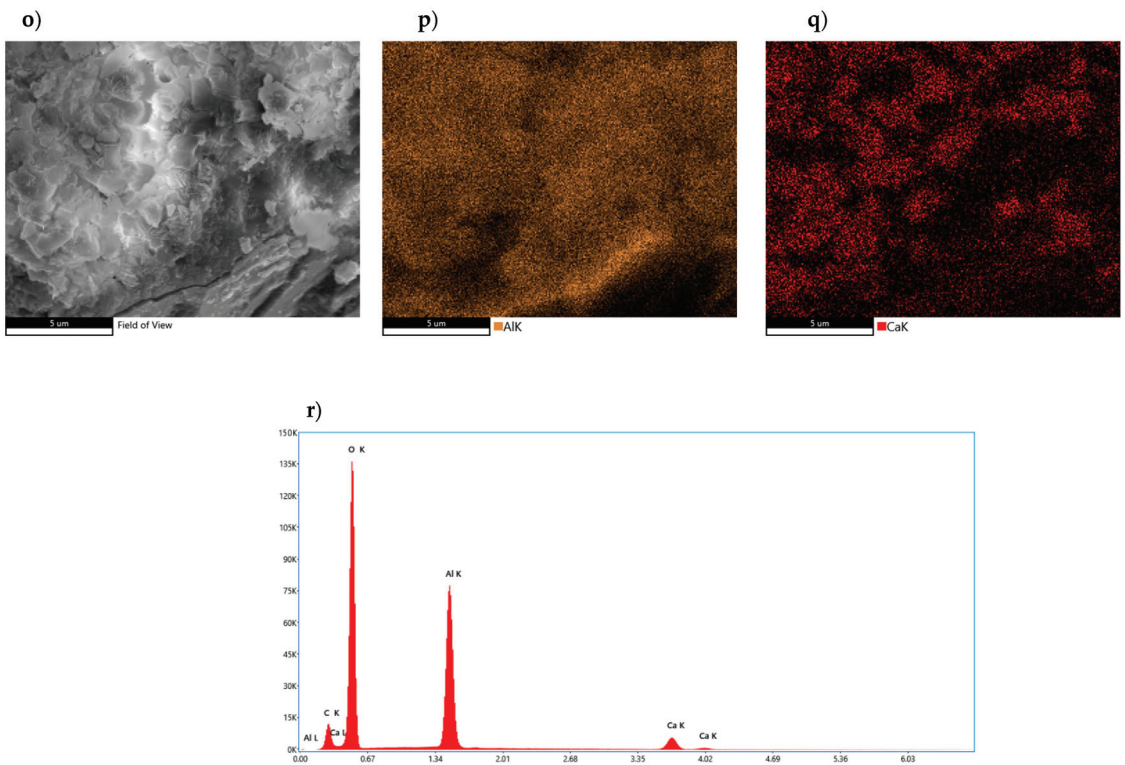 o)
p)
q)
5 um
Field of View
5 um
AlK
5 um
CaK
r)
150K
135K
120K
105K
90K
75K
60K
45K
30K
15K
0K
O K
Al K
C K
Al L
Ca L
Ca K
Ca K
0.00 0.67 1.34 2.01 2.68 3.35 4.02 4.69 5.36 6.03